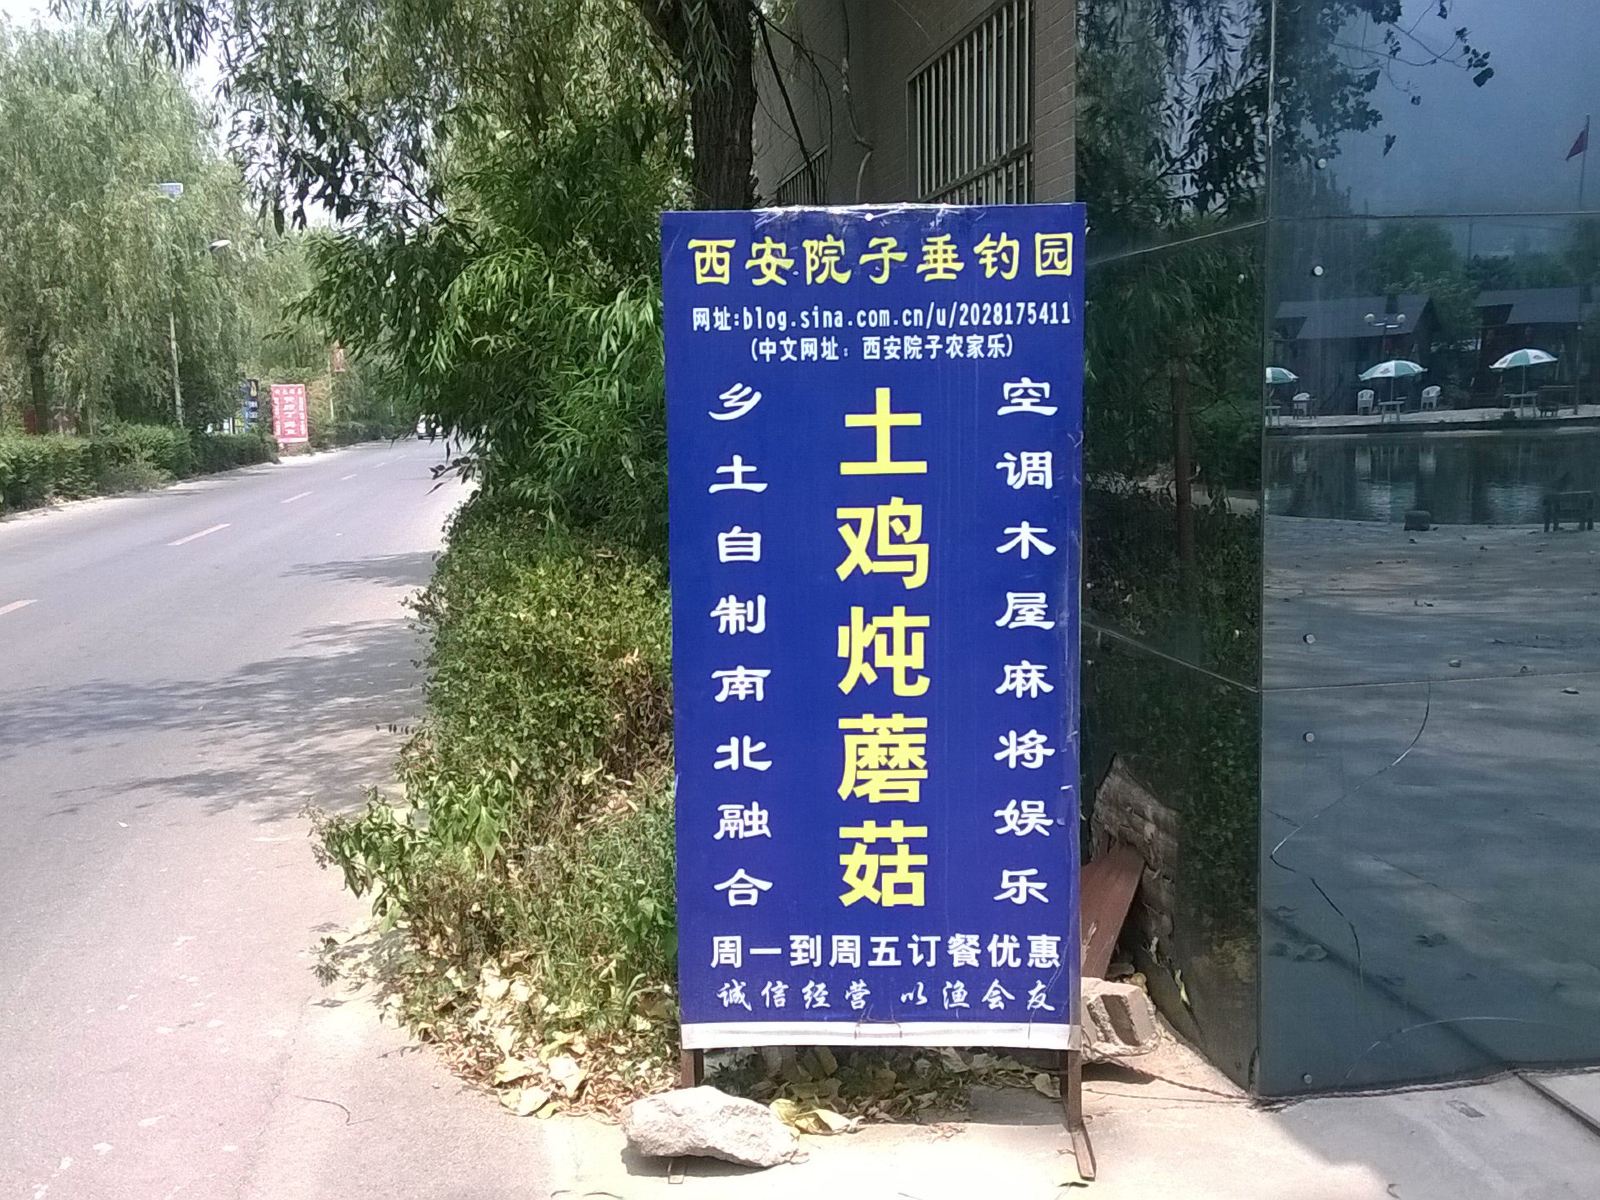 西安院子垂钓园
网址:blog.sina.com.cn/u/2028175411
(中文网址：西安院子农家乐)
乡土自制南北融合
土鸡炖蘑菇
空调木屋麻将娱乐
周一到周五订餐优惠
诚信经营 以渔会友